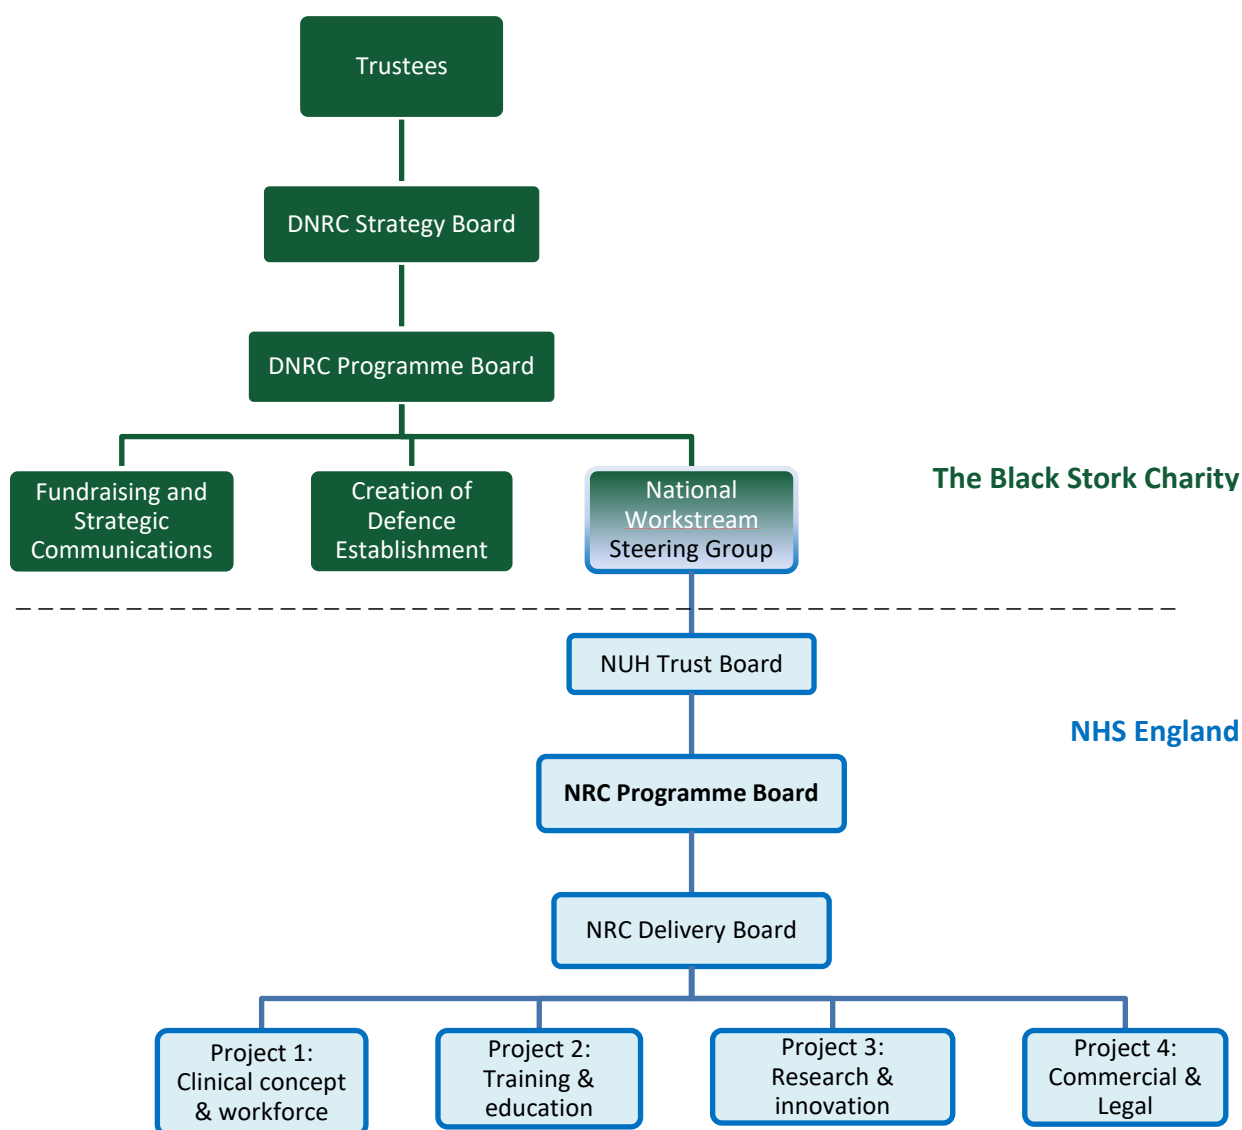 Trustees
DNRC Strategy Board
DNRC Programme Board
Fundraising and
Strategic
Communications
Creation of
Defence
Establishment
National
Workstream
Steering Group
The Black Stork Charity
NUH Trust Board
NHS England
NRC Programme Board
NRC Delivery Board
Project 1:
Clinical concept
& workforce
Project 2:
Training &
education
Project 3:
Research &
innovation
Project 4:
Commercial &
Legal